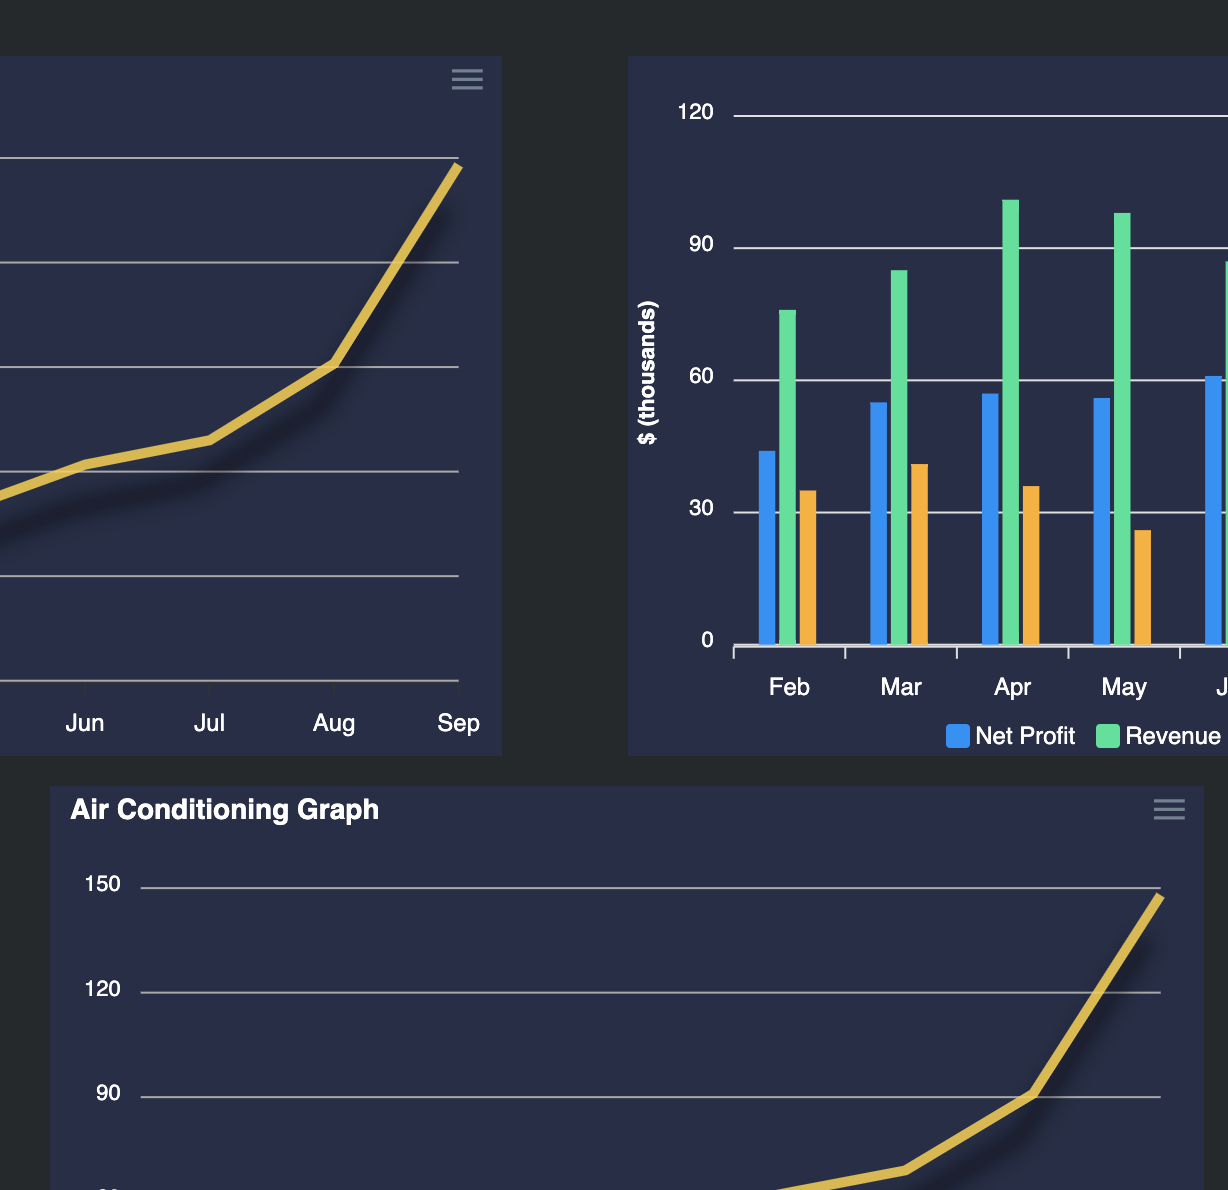 Jun Jul Aug Sep
120
90
60
30
0
$ (thousands)
Feb Mar Apr May J
Net Profit Revenue
Air Conditioning Graph
150
120
90